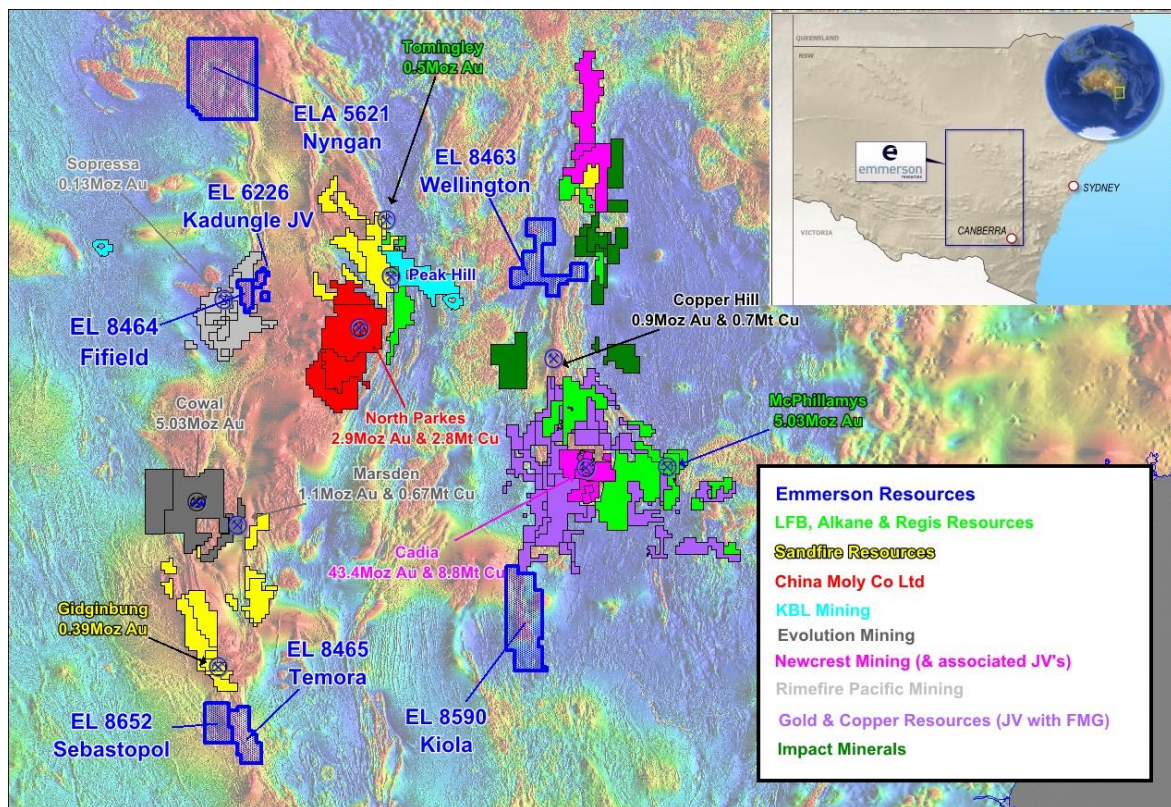 QUEENSLAND
NSW
e
emmerson
resources
SYDNEY
CANBERRA
VICTORIA
Tomingley
0.5Moz Au
ELA 5621
Nyngan
Sopressa
0.13Moz Au
EL 6226
Kadungle JV
EL 8463
Wellington
Peak Hill
EL 8464
Fifield
Copper Hill
0.9Moz Au & 0.7Mt Cu
Cowal
5.03Moz Au
North Parkes
2.9Moz Au & 2.8Mt Cu
McPhillamys
5.03Moz Au
Marsden
1.1Moz Au & 0.67Mt Cu
Cadia
43.4Moz Au & 8.8Mt Cu
Gidginbung
0.39Moz Au
EL 8465
Temora
EL 8652
Sebastopol
EL 8590
Kiola
Emmerson Resources
LFB, Alkane & Regis Resources
Sandfire Resources
China Moly Co Ltd
KBL Mining
Evolution Mining
Newcrest Mining (& associated JV's)
Rimefire Pacific Mining
Gold & Copper Resources (JV with FMG)
Impact Minerals